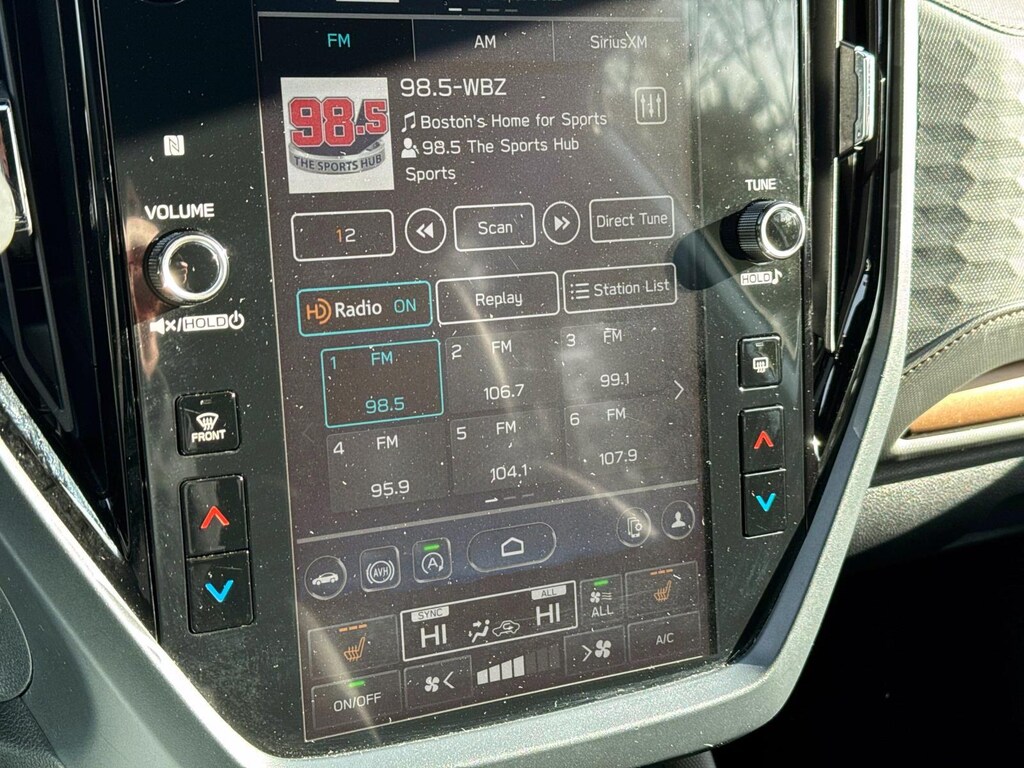 FM AM SiriusXM
98.5-WBZ
98.5
THE SPORTS HUB
Boston's Home for Sports
98.5 The Sports Hub
Sports
VOLUME
TUNE
12 Scan Direct Tune
HOLD
/HOLD
HD Radio ON Replay Station List
1 FM 98.5
2 FM 106.7
3 FM 99.1
4 FM 95.9
5 FM 104.1
6 FM 107.9
FRONT
AVH
A
SYNC HI
ALL HI
ALL
ON/OFF
A/C